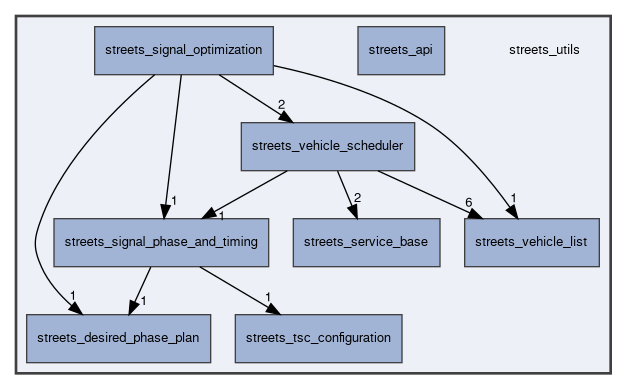 streets_signal_optimization
streets_api
streets_utils
2
streets_vehicle_scheduler
1
1
2
6
1
streets_signal_phase_and_timing
streets_service_base
streets_vehicle_list
1
1
1
streets_desired_phase_plan
streets_tsc_configuration